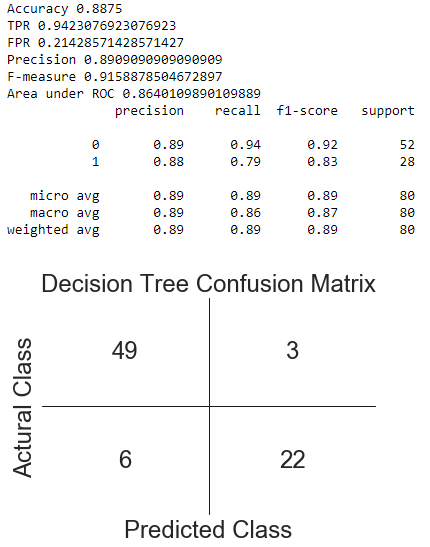 Accuracy 0.8875
TPR 0.9423076923076923
FPR 0.21428571428571427
Precision 0.8909090909090909
F-measure 0.9158878504672897
Area under ROC 0.8640109890109889
precision recall f1-score support
0 0.89 0.94 0.92 52
1 0.88 0.79 0.83 28
micro avg 0.89 0.89 0.89 80
macro avg 0.89 0.86 0.87 80
weighted avg 0.89 0.89 0.89 80
Decision Tree Confusion Matrix
Actural Class
49 3
6 22
Predicted Class